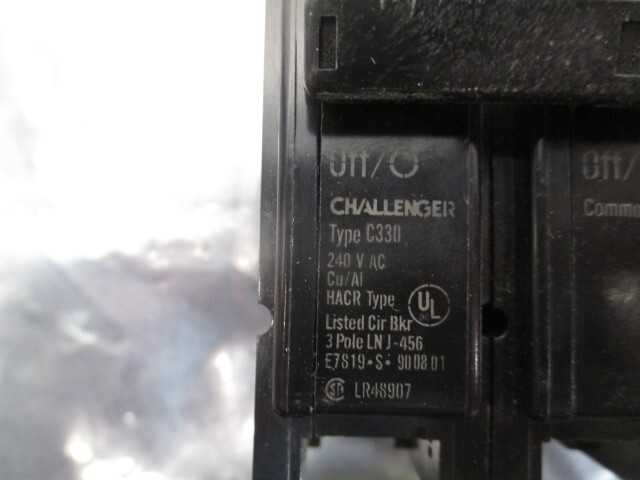 Off/O
CHALLENGER
Type C330
240 V AC
Cu/Al
HACR Type
UL
Listed Cir Bkr
3 Pole LN J-456
E7819•S• 900801
LR48907
Off/
Comm